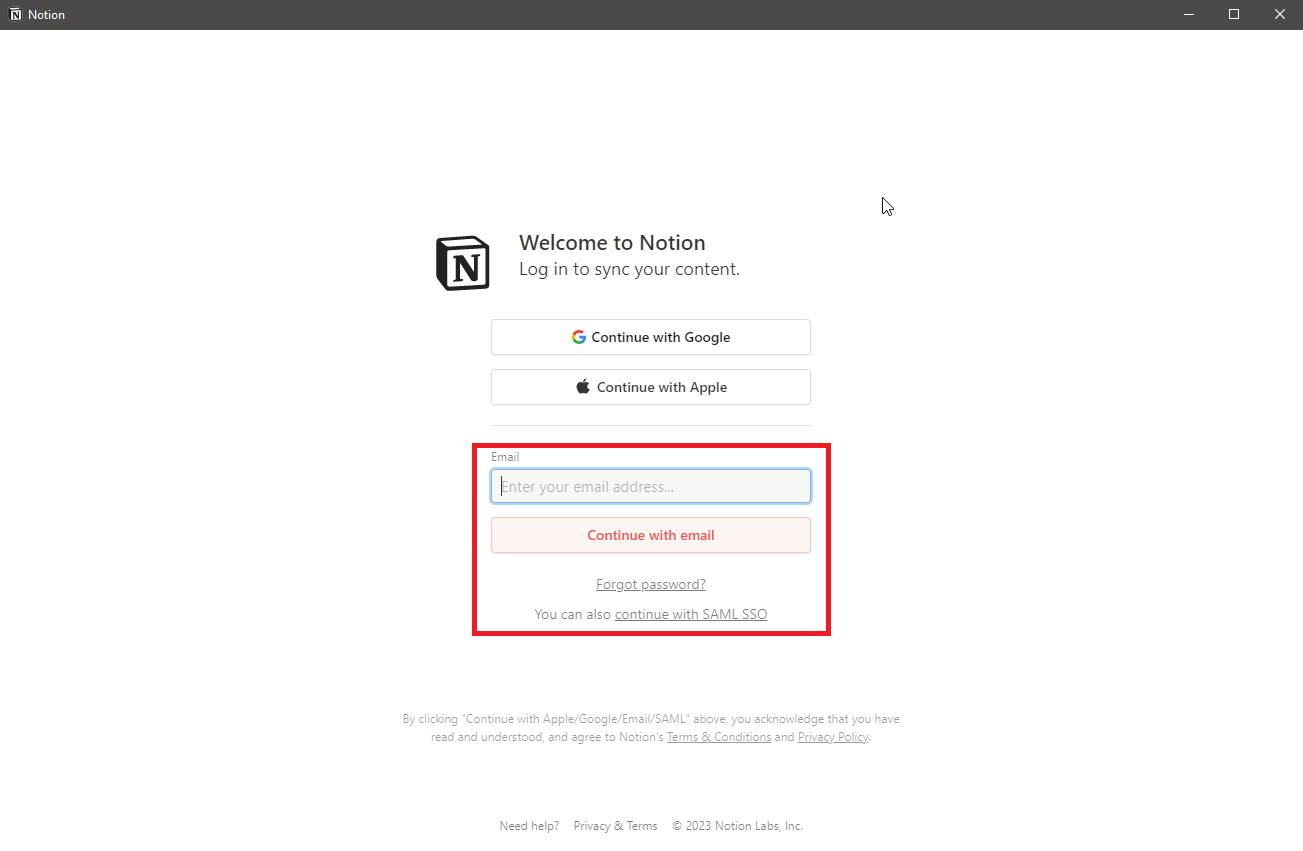 Notion
Welcome to Notion
Log in to sync your content.
Continue with Google
Continue with Apple
Email
Enter your email address...
Continue with email
Forgot password?
You can also continue with SAML SSO
By clicking “Continue with Apple/Google/Email/SAML” above, you acknowledge that you have
read and understood, and agree to Notion's Terms & Conditions and Privacy Policy.
Need help? Privacy & Terms © 2023 Notion Labs, Inc.